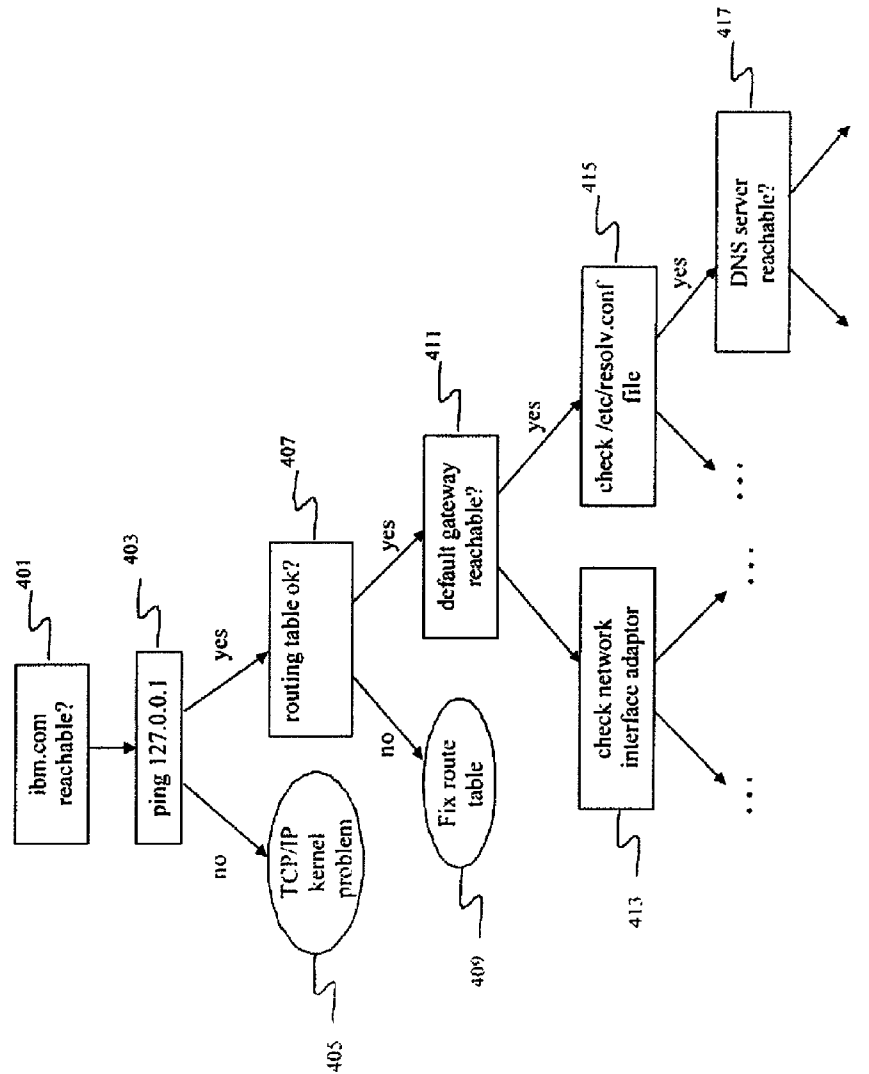 401
ibm.com
reachable?
403
ping 127.0.0.1
no
yes
405
TCP/IP
kernel
problem
407
routing table ok?
no
yes
409
Fix route
table
411
default gateway
reachable?
yes
413
check network
interface adaptor
...
...
415
check /etc/resolv.conf
file
...
yes
417
DNS server
reachable?